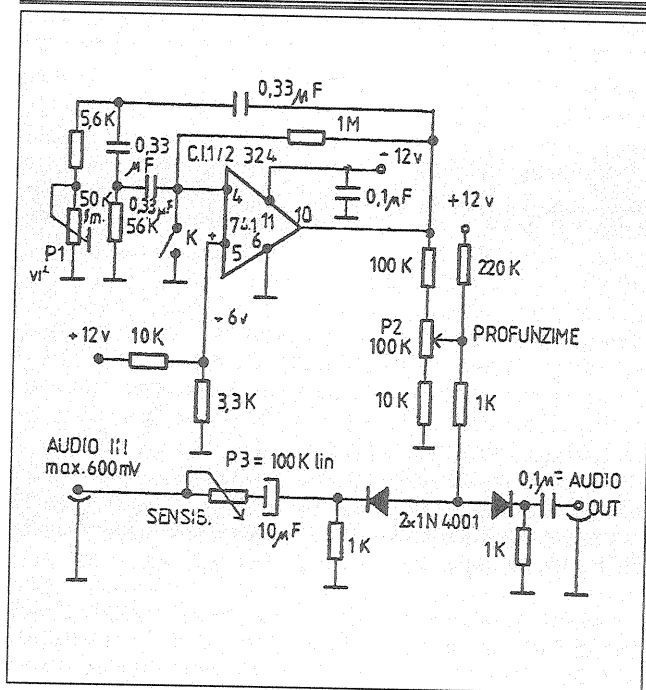 0,33µF
5,6K
0,33 µF
1M
C.I.1/2 324
- 12v
0,1µF
+12v
50K
0,33µF
56K
K
4
741
11
10
+
5
6
P1
100K
220K
P2
100K
PROFUNZIME
- 6v
+12v
10K
3,3K
10K
1K
AUDIO
max.600mV
P3 = 100K lin
SENSIB.
10µF
1K
2x1N4001
0,1µF
AUDIO
OUT
1K